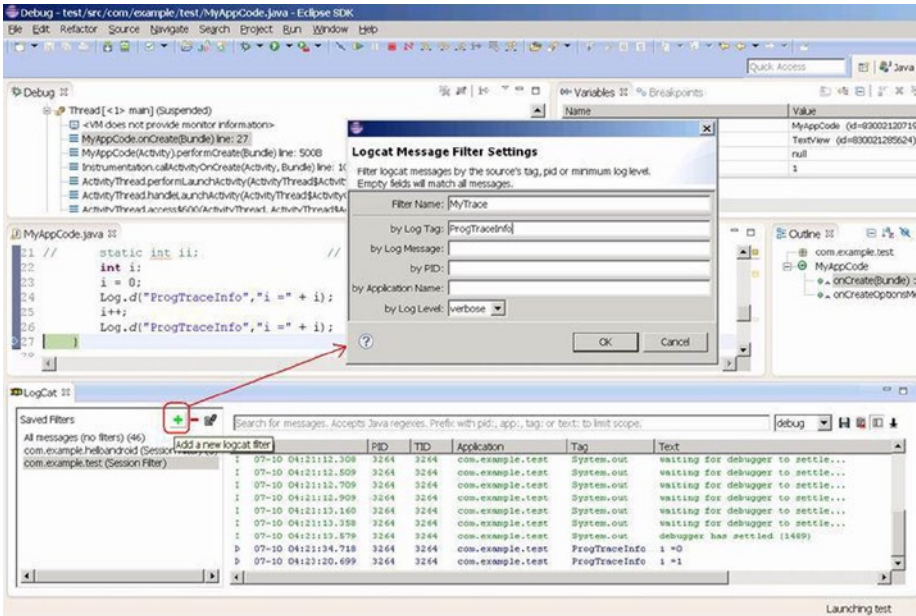 Debug - test/src/com/example/test/MyAppCode.java - Eclipse SDK
File Edit Refactor Source Navigate Search Project Run Window Help
Quick Access
Java
Debug
Thread [<1> main] (Suspended)
<VM does not provide monitor information>
MyAppCode.onCreate(Bundle) line: 27
MyAppCode(Activity).performCreate(Bundle) line: 5008
Instrumentation.callActivityOnCreate(Activity, Bundle) line:
ActivityThread.performLaunchActivity(ActivityThread$Activit
ActivityThread.handleLaunchActivity(ActivityThread$Activity
ActivityThread.access$600(ActivityThread, ActivityThread$A
Variables Breakpoints
Name Value
MyAppCode (id=83002120719
TextView (id=830021285624)
null
1
Logcat Message Filter Settings
Filter logcat messages by the source's tag, pid or minimum log level.
Empty fields will match all messages.
Filter Name: MyTrace
by Log Tag: ProgTraceInfo
by Log Message:
by PID:
by Application Name:
by Log Level: verbose
OK Cancel
MyAppCode.java
21 // static int ii; //
22 int i;
23 i = 0;
24 Log.d("ProgTraceInfo","i =" + i);
25 i++;
26 Log.d("ProgTraceInfo","i =" + i);
27 }
Outline
com.example.test
MyAppCode
onCreate(Bundle) :
onCreateOptionsM
LogCat
Saved Filters
All messages (no filters) (46)
com.example.helloandroid (Session
com.example.test (Session Filter)
Add a new logcat filter
Search for messages. Accepts Java regexes. Prefix with pid:, app:, tag: or text: to limit scope.
debug
PID TID Application Tag Text
I 07-10 04:21:12.308 3264 3264 com.example.test System.out waiting for debugger to settle...
I 07-10 04:21:12.509 3264 3264 com.example.test System.out waiting for debugger to settle...
I 07-10 04:21:12.709 3264 3264 com.example.test System.out waiting for debugger to settle...
I 07-10 04:21:12.909 3264 3264 com.example.test System.out waiting for debugger to settle...
I 07-10 04:21:13.160 3264 3264 com.example.test System.out waiting for debugger to settle...
I 07-10 04:21:13.358 3264 3264 com.example.test System.out waiting for debugger to settle...
I 07-10 04:21:13.579 3264 3264 com.example.test System.out debugger has settled (1489)
D 07-10 04:21:34.718 3264 3264 com.example.test ProgTraceInfo i =0
D 07-10 04:23:20.699 3264 3264 com.example.test ProgTraceInfo i =1
Launching test